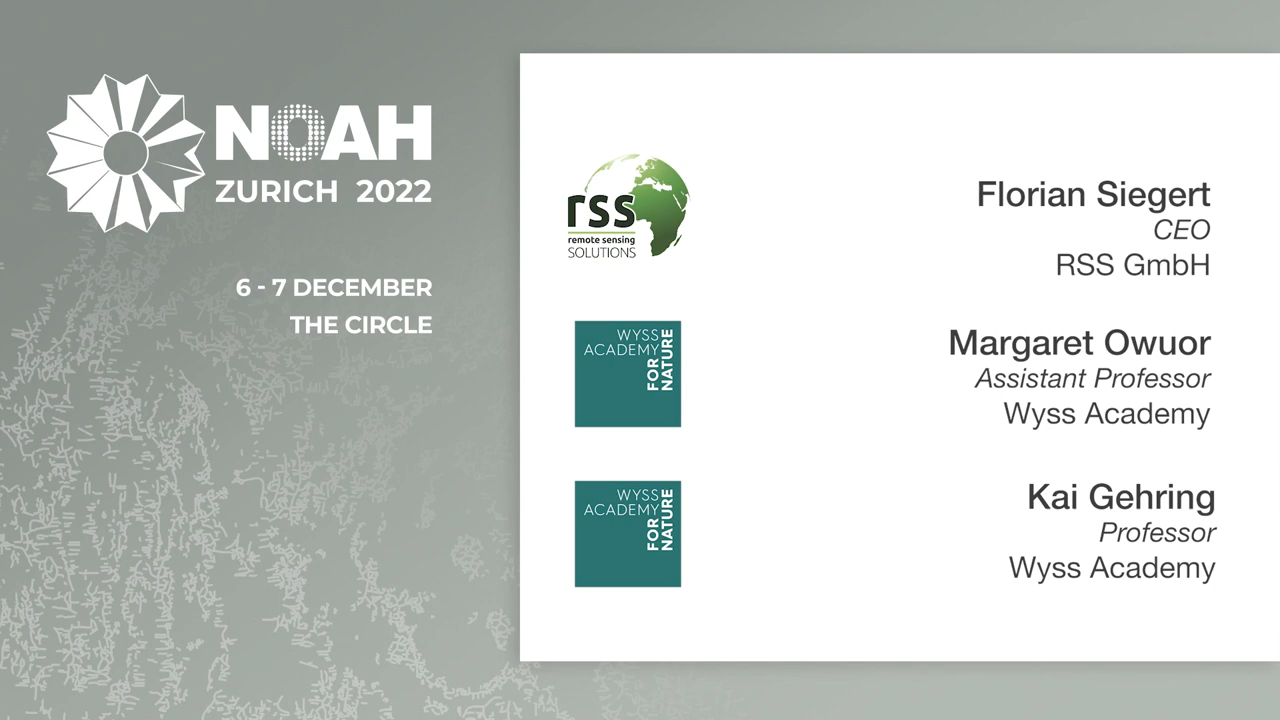 NOAH
ZURICH 2022
6 - 7 DECEMBER
THE CIRCLE
rss
remote sensing
SOLUTIONS
Florian Siegert
CEO
RSS GmbH
WYSS
ACADEMY
FOR
NATURE
Margaret Owuor
Assistant Professor
Wyss Academy
WYSS
ACADEMY
FOR
NATURE
Kai Gehring
Professor
Wyss Academy